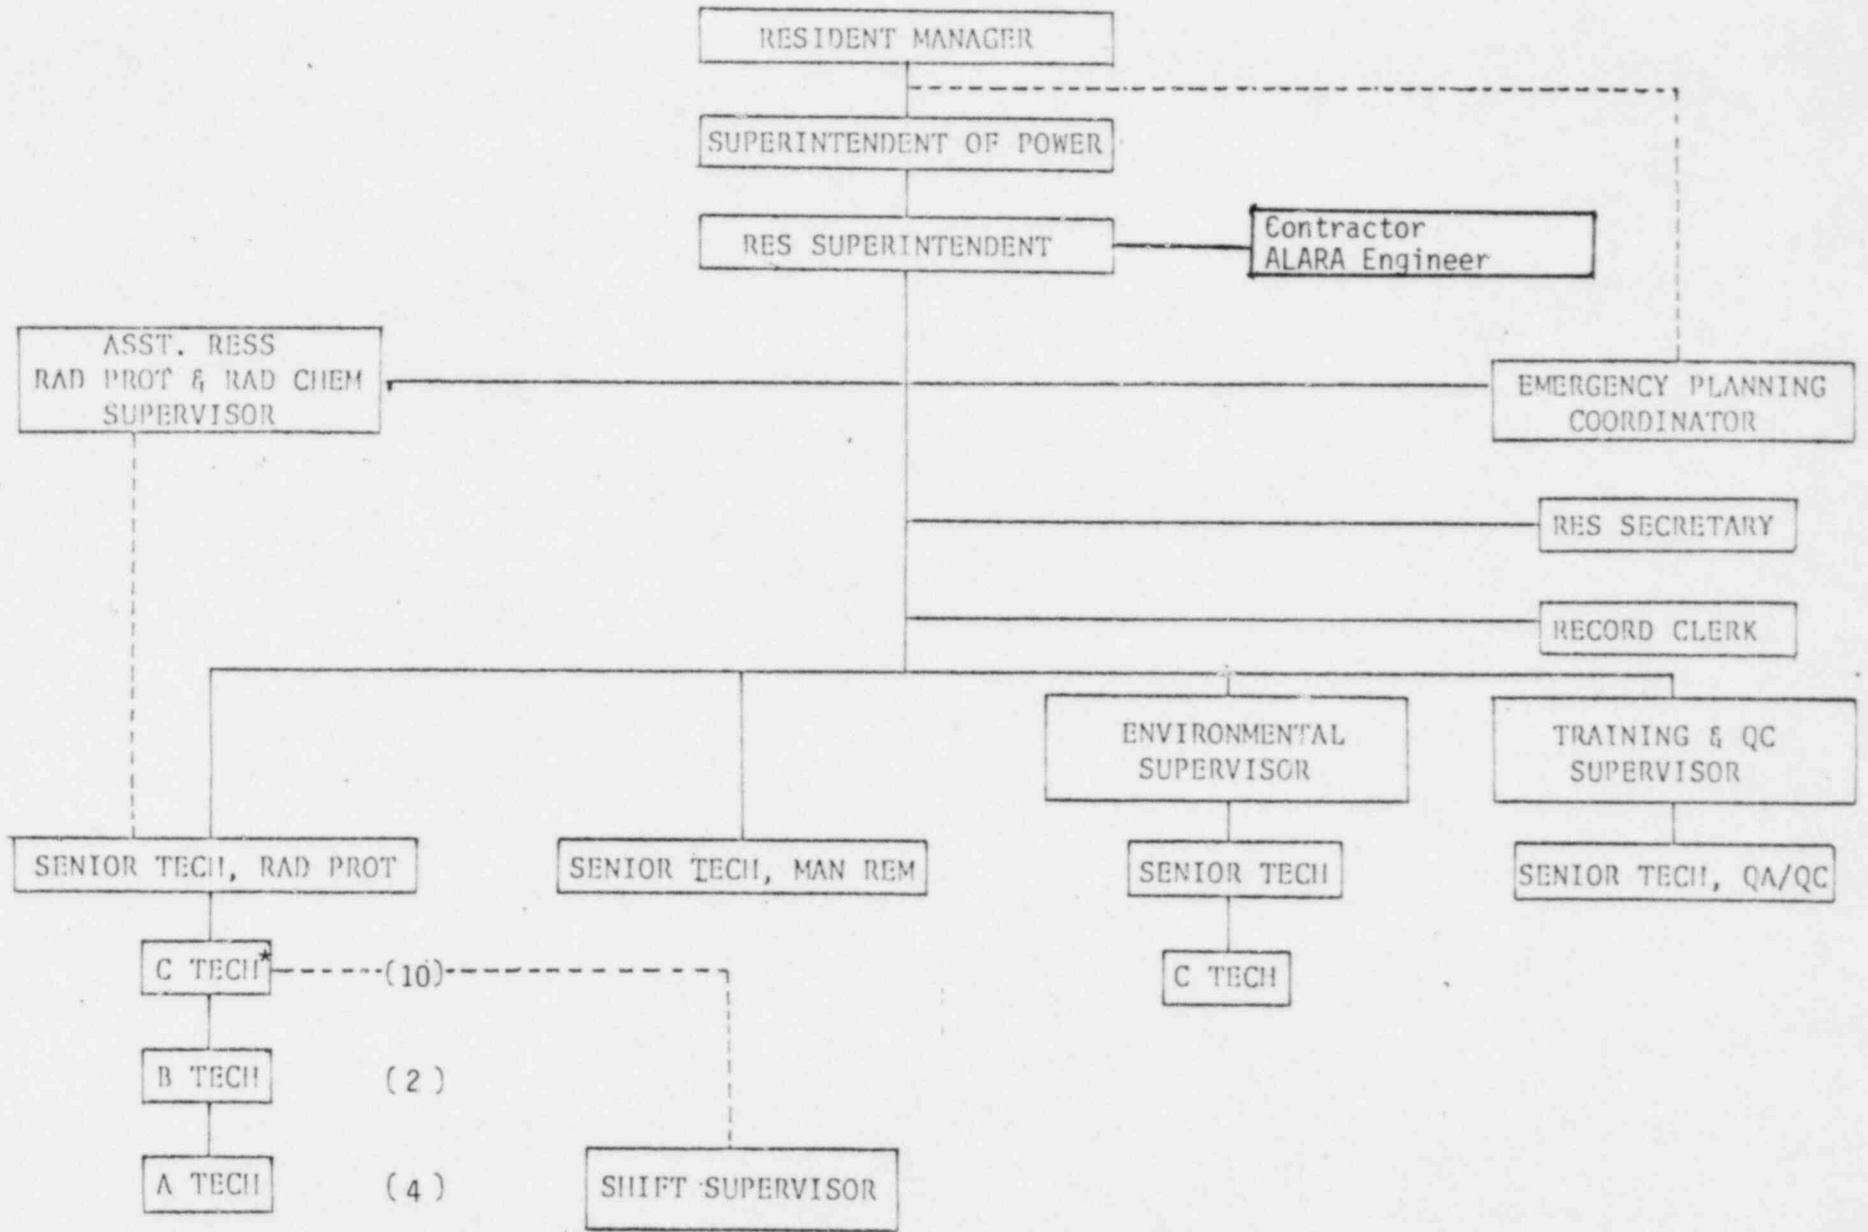 RESIDENT MANAGER
SUPERINTENDENT OF POWER
RES SUPERINTENDENT
Contractor
ALARA Engineer
ASST. RESS
RAD PROT & RAD CHEM
SUPERVISOR
EMERGENCY PLANNING
COORDINATOR
RES SECRETARY
RECORD CLERK
ENVIRONMENTAL
SUPERVISOR
TRAINING & QC
SUPERVISOR
SENIOR TECH, RAD PROT
SENIOR TECH, MAN REM
SENIOR TECH
SENIOR TECH, QA/QC
C TECH*
(10)
C TECH
B TECH
(2)
A TECH
(4)
SHIFT SUPERVISOR